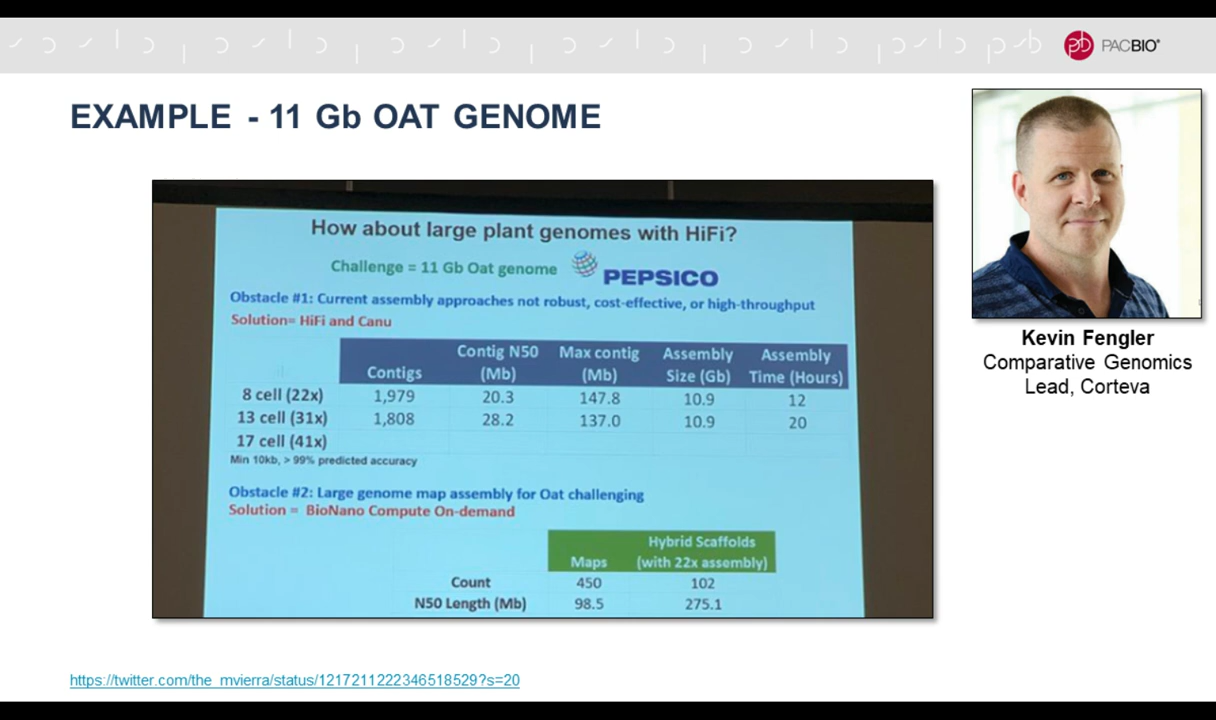 PACBIO®
EXAMPLE - 11 Gb OAT GENOME
How about large plant genomes with HiFi?
Challenge = 11 Gb Oat genome PEPSICO
Obstacle #1: Current assembly approaches not robust, cost-effective, or high-throughput
Solution= HiFi and Canu
Contig N50 Max contig Assembly Assembly
Contigs (Mb) (Mb) Size (Gb) Time (Hours)
8 cell (22x) 1,979 20.3 147.8 10.9 12
13 cell (31x) 1,808 28.2 137.0 10.9 20
17 cell (41x)
Min 10kb, > 99% predicted accuracy
Obstacle #2: Large genome map assembly for Oat challenging
Solution = BioNano Compute On-demand
Hybrid Scaffolds
Maps (with 22x assembly)
Count 450 102
N50 Length (Mb) 98.5 275.1
Kevin Fengler
Comparative Genomics
Lead, Corteva
https://twitter.com/the_mvierra/status/1217211222346518529?s=20